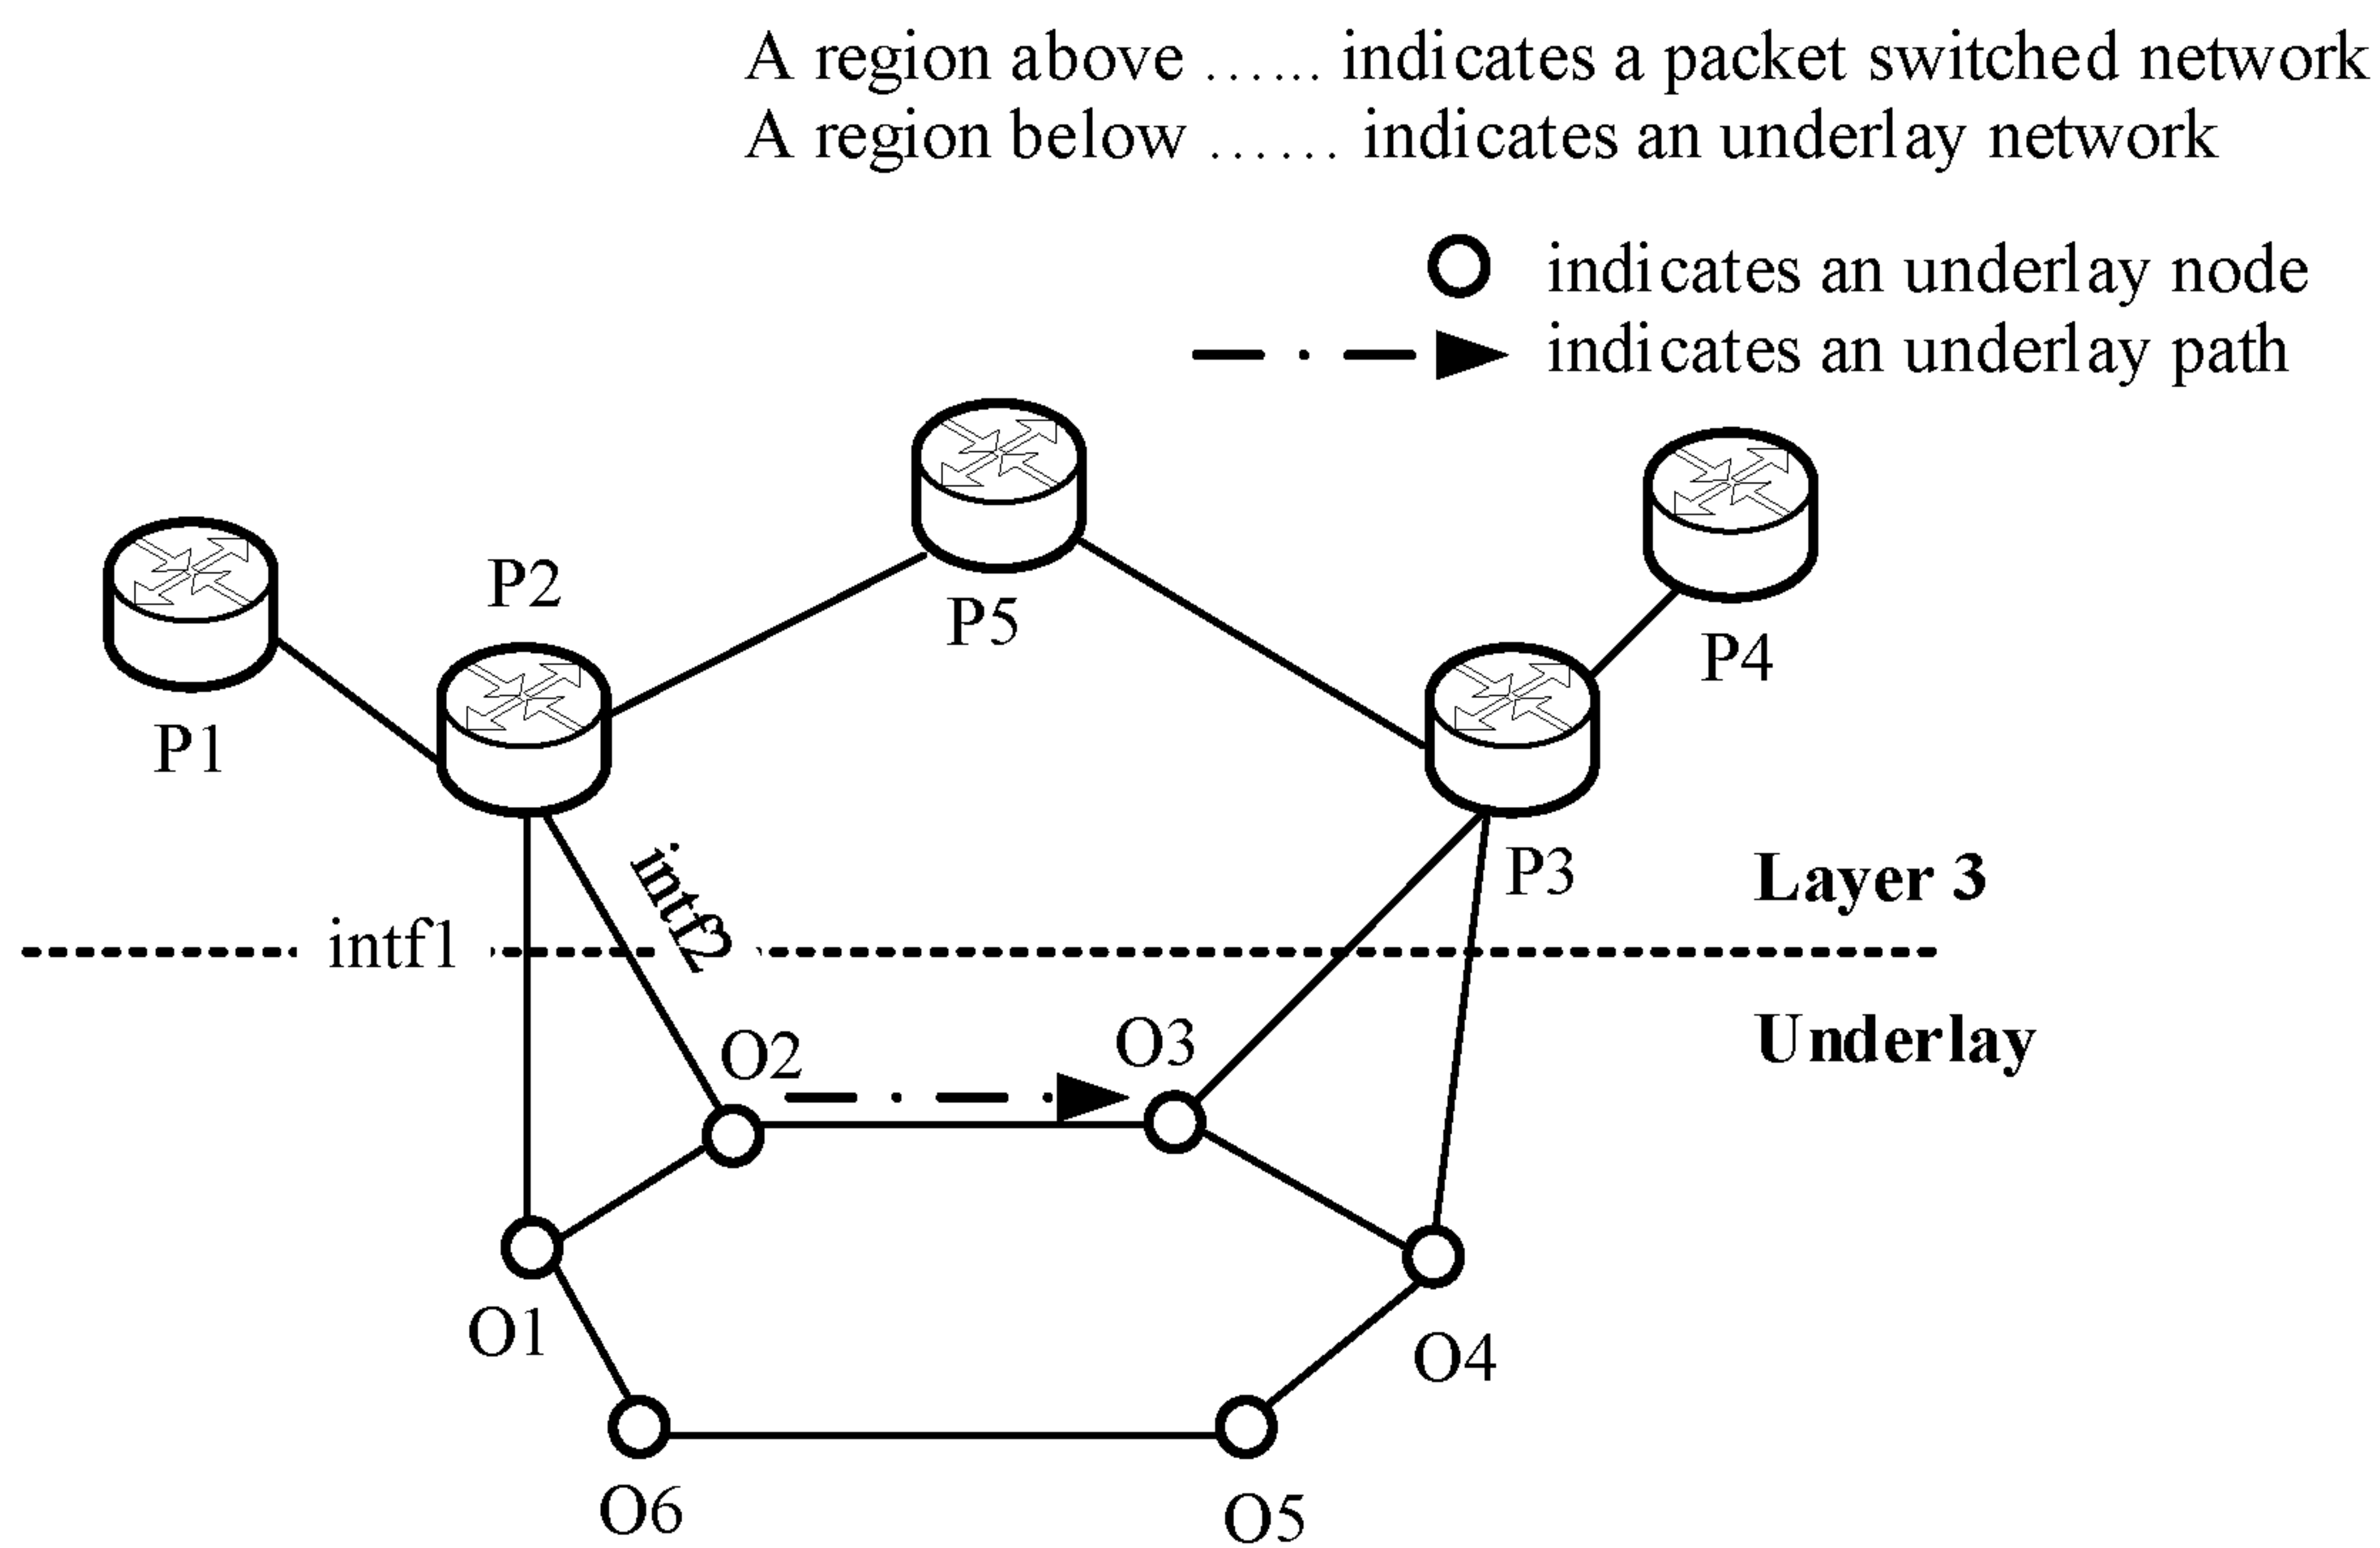 A region above ...... indicates a packet switched network
A region below ...... indicates an underlay network
indicates an underlay node
indicates an underlay path
P5
P4
P2
P1
P3
intf2
Layer 3
intf1
Underlay
O2
O3
O1
O4
O6
O5